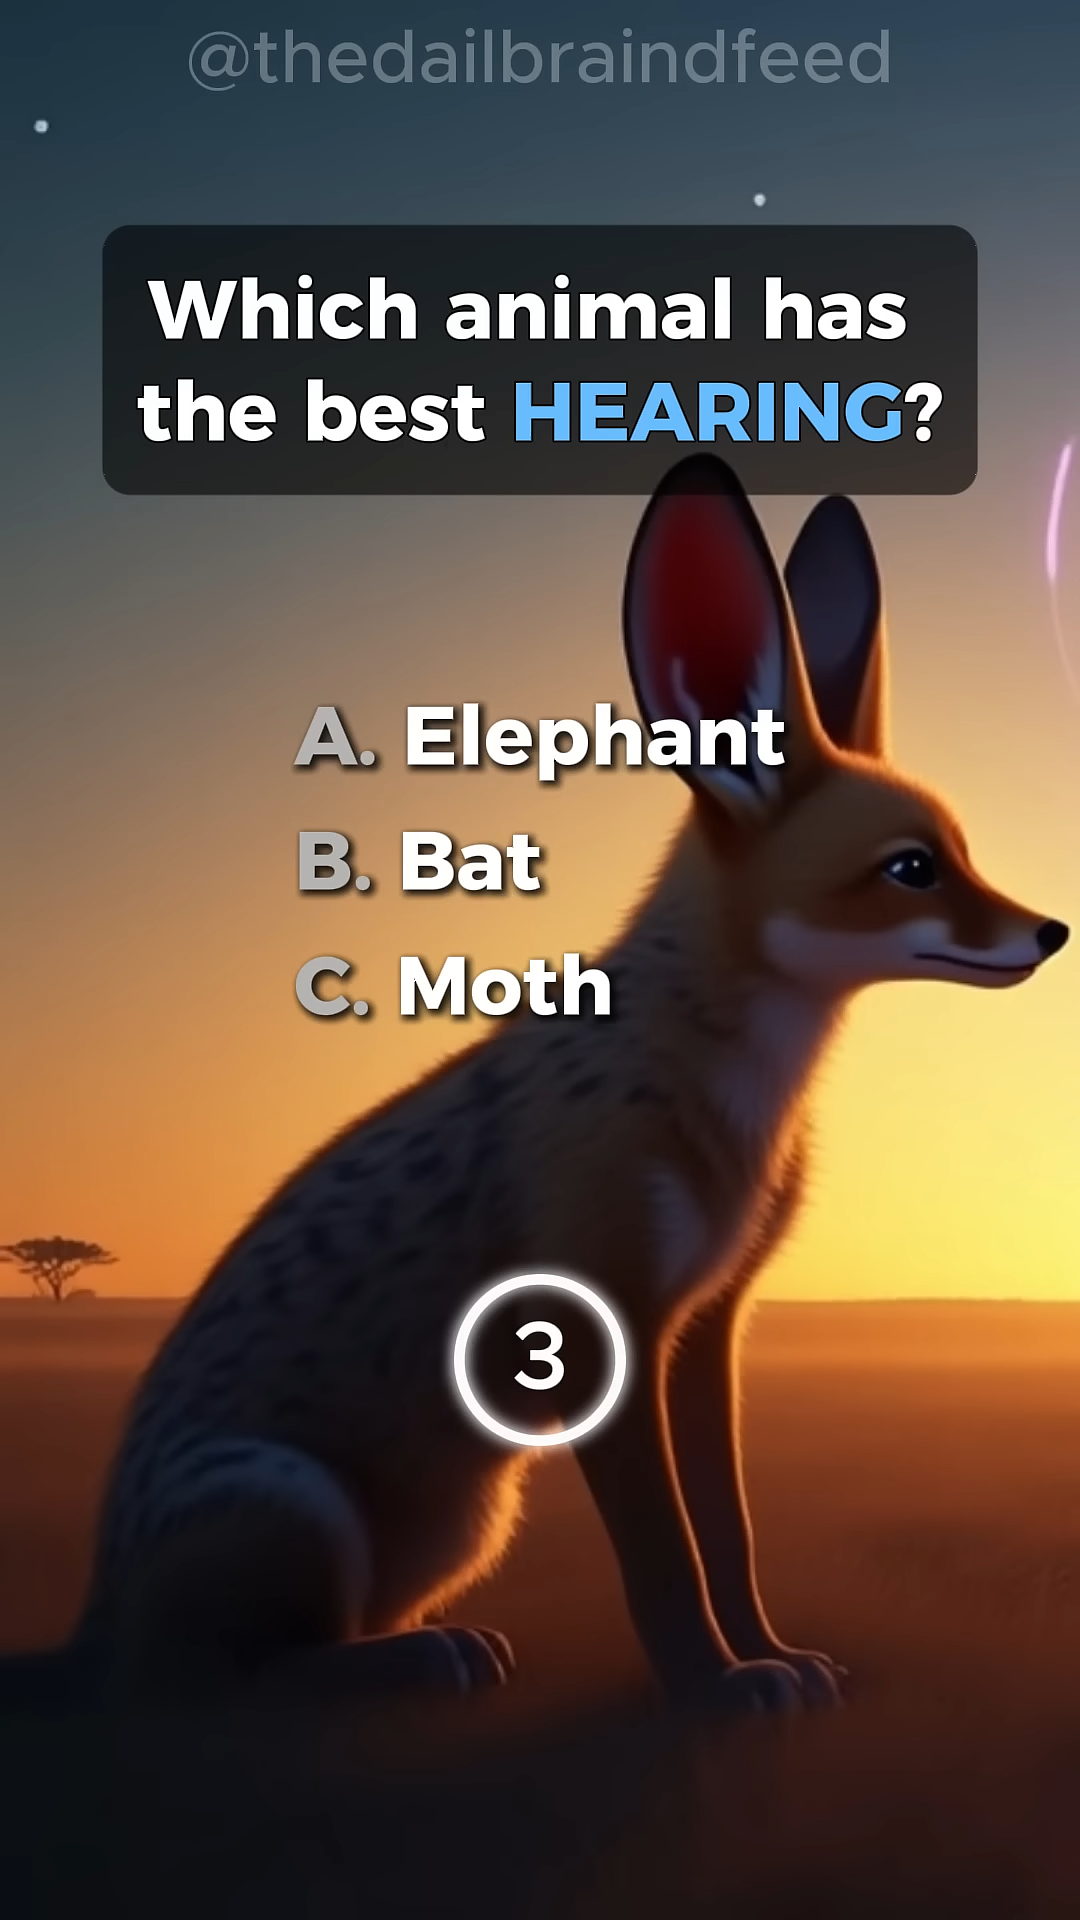 @thedailbraindfeed
Which animal has
the best HEARING?
A. Elephant
B. Bat
C. Moth
3